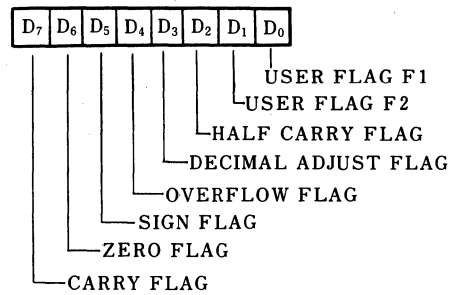 D7 D6 D5 D4 D3 D2 D1 D0
USER FLAG F1
USER FLAG F2
HALF CARRY FLAG
DECIMAL ADJUST FLAG
OVERFLOW FLAG
SIGN FLAG
ZERO FLAG
CARRY FLAG